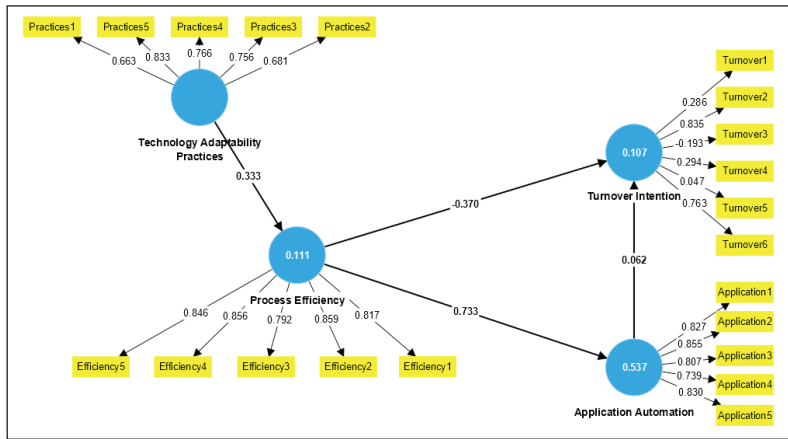 Practices1 Practices5 Practices4 Practices3 Practices2
0.663 0.833 0.766 0.756 0.681
Technology Adaptability
Practices
0.333
Turnover1
Turnover2
Turnover3
Turnover4
Turnover5
Turnover6
0.286
0.835
-0.193
0.294
0.047
0.763
0.107
Turnover Intention
-0.370
0.111
Process Efficiency
0.062
0.733
0.846 0.856 0.792 0.859 0.817
Efficiency5 Efficiency4 Efficiency3 Efficiency2 Efficiency1
Application1
Application2
Application3
Application4
Application5
0.827
0.855
0.807
0.739
0.830
0.537
Application Automation